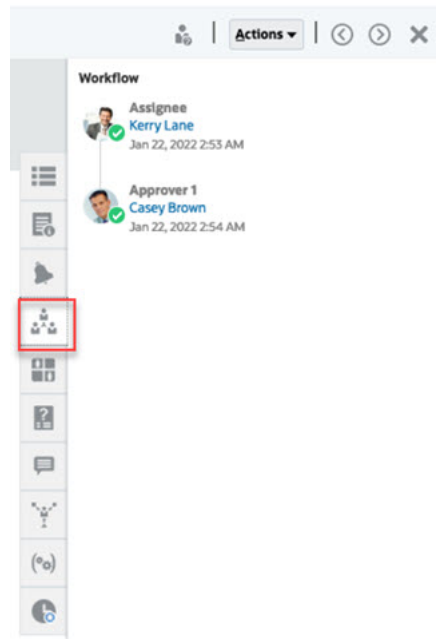 Actions
Workflow
Assignee
Kerry Lane
Jan 22, 2022 2:53 AM
Approver 1
Casey Brown
Jan 22, 2022 2:54 AM